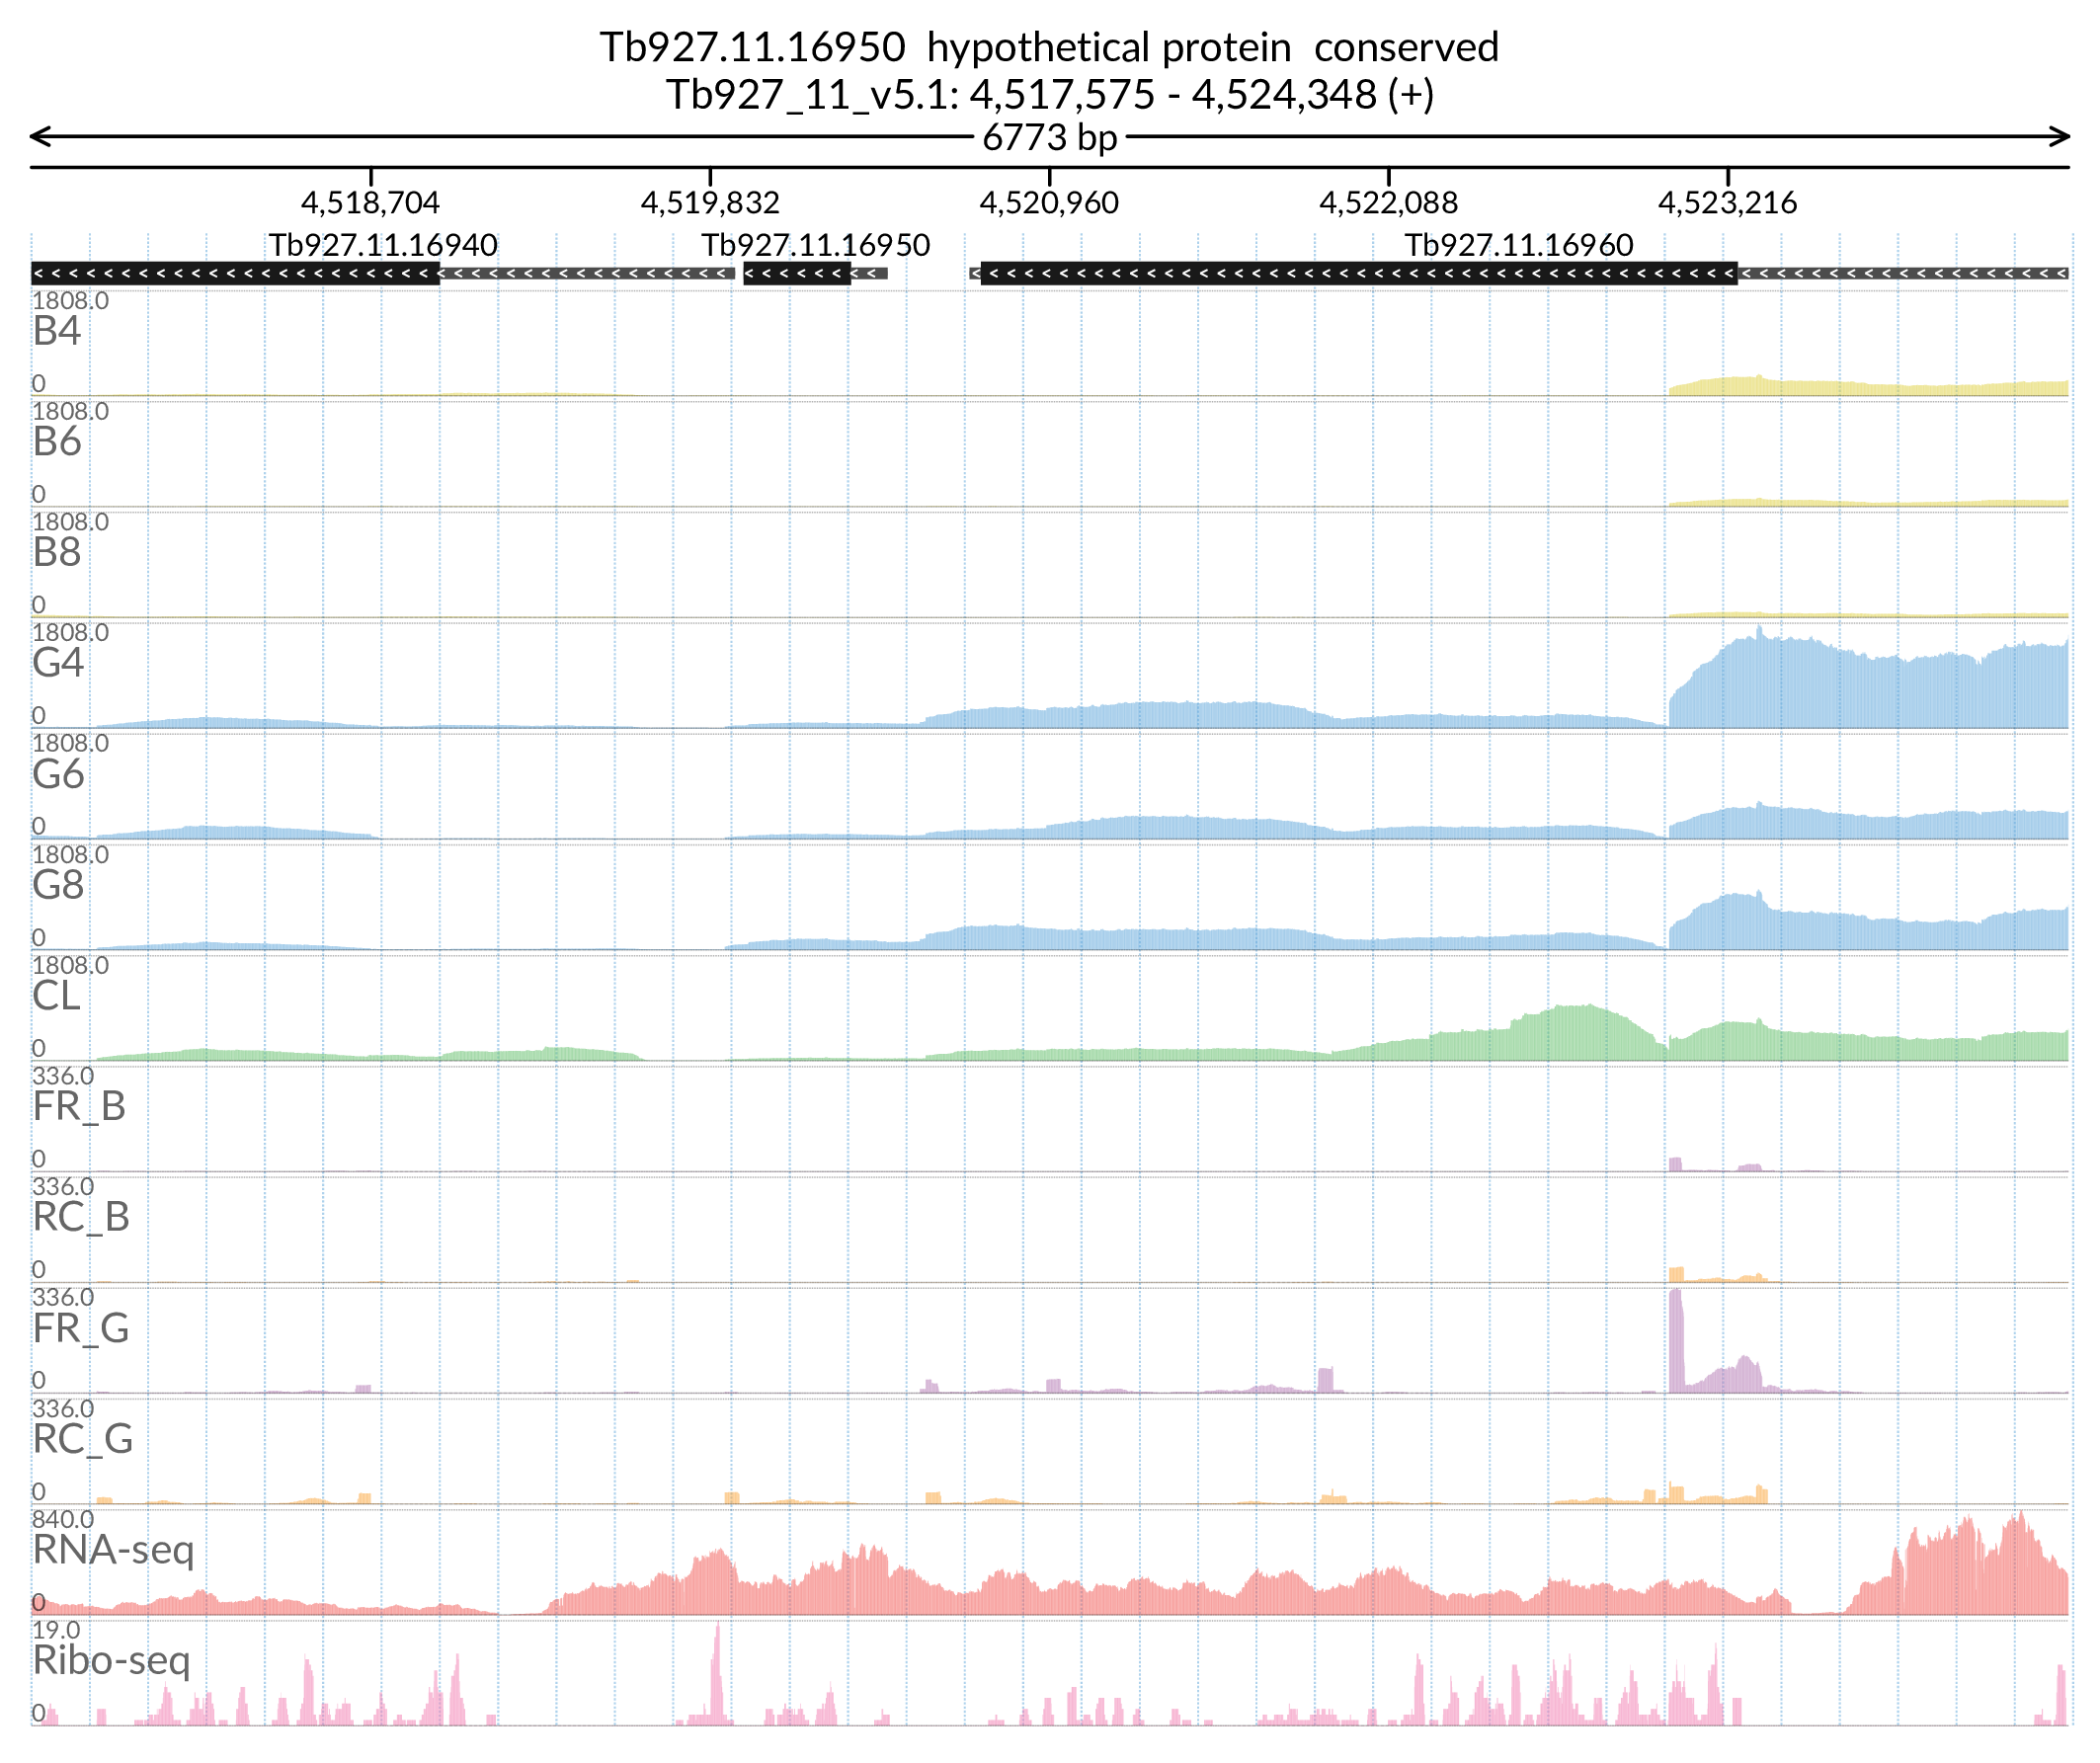 Tb927.11.16950  hypothetical protein  conserved
Tb927_11_v5.1: 4,517,575 - 4,524,348 (+)
6773 bp
4,518,704 4,519,832 4,520,960 4,522,088 4,523,216
Tb927.11.16940 Tb927.11.16950 Tb927.11.16960
1808.0
B4
0
1808.0
B6
0
1808.0
B8
0
1808.0
G4
0
1808.0
G6
0
1808.0
G8
0
1808.0
CL
0
336.0
FR_B
0
336.0
RC_B
0
336.0
FR_G
0
336.0
RC_G
0
840.0
RNA-seq
0
19.0
Ribo-seq
0